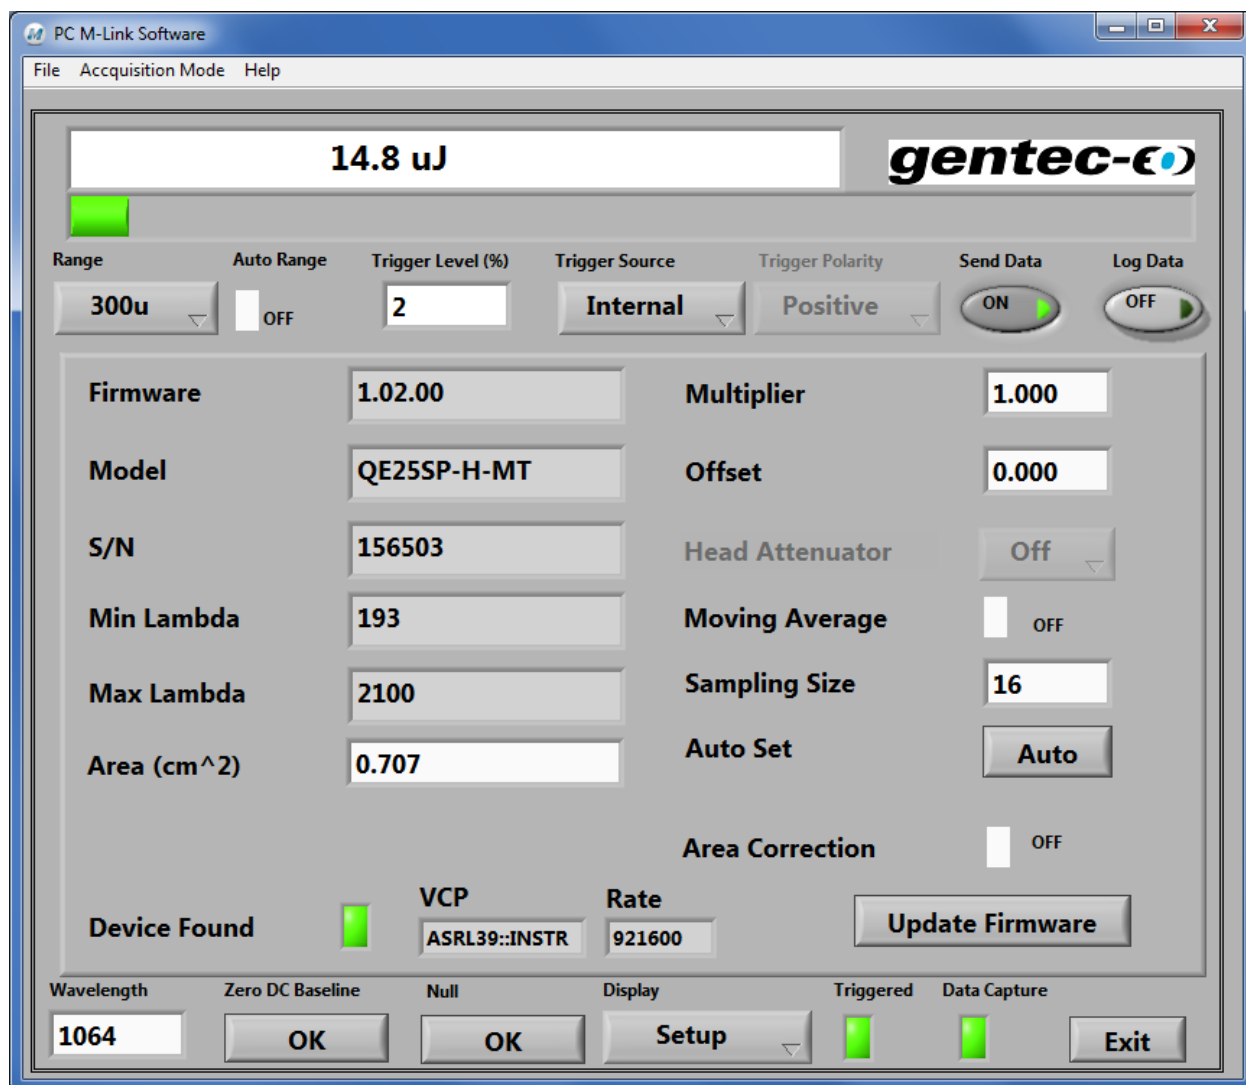 PC M-Link Software
File Accquisition Mode Help
14.8 uJ
gentec-EO
Range Auto Range Trigger Level (%) Trigger Source Trigger Polarity Send Data Log Data
300u OFF 2 Internal Positive ON OFF
Firmware 1.02.00 Multiplier 1.000
Model QE25SP-H-MT Offset 0.000
S/N 156503 Head Attenuator Off
Min Lambda 193 Moving Average OFF
Max Lambda 2100 Sampling Size 16
Area (cm^2) 0.707 Auto Set Auto
Area Correction OFF
VCP Rate
Device Found ASRL39::INSTR 921600 Update Firmware
Wavelength Zero DC Baseline Null Display Triggered Data Capture
1064 OK OK Setup Exit